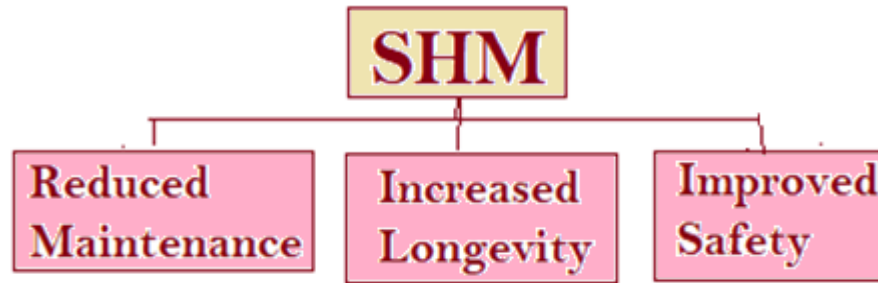 SHM
Reduced
Maintenance
Increased
Longevity
Improved
Safety